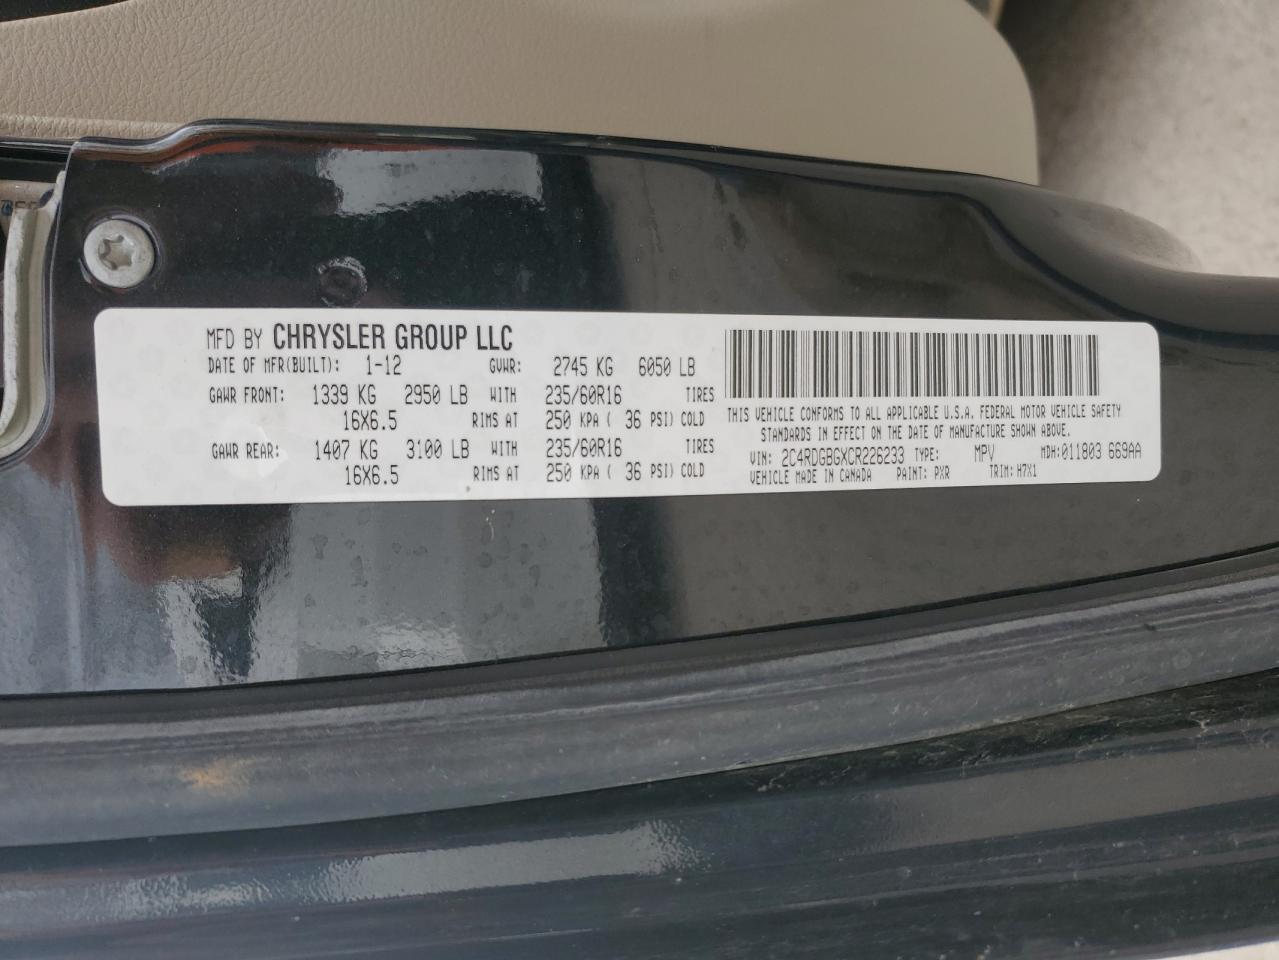 MFD BY CHRYSLER GROUP LLC
DATE OF MFR(BUILT): 1-12 GVWR: 2745 KG 6050 LB
GAWR FRONT: 1339 KG 2950 LB WITH 235/60R16 TIRES
16X6.5 RIMS AT 250 KPA ( 36 PSI) COLD
GAWR REAR: 1407 KG 3100 LB WITH 235/60R16 TIRES
16X6.5 RIMS AT 250 KPA ( 36 PSI) COLD
THIS VEHICLE CONFORMS TO ALL APPLICABLE U.S.A. FEDERAL MOTOR VEHICLE SAFETY
STANDARDS IN EFFECT ON THE DATE OF MANUFACTURE SHOWN ABOVE.
VIN: 2C4RDGBGXCR226233 TYPE: MPV MDH: 011803 669AA
VEHICLE MADE IN CANADA PAINT: PXR TRIM: H7X1